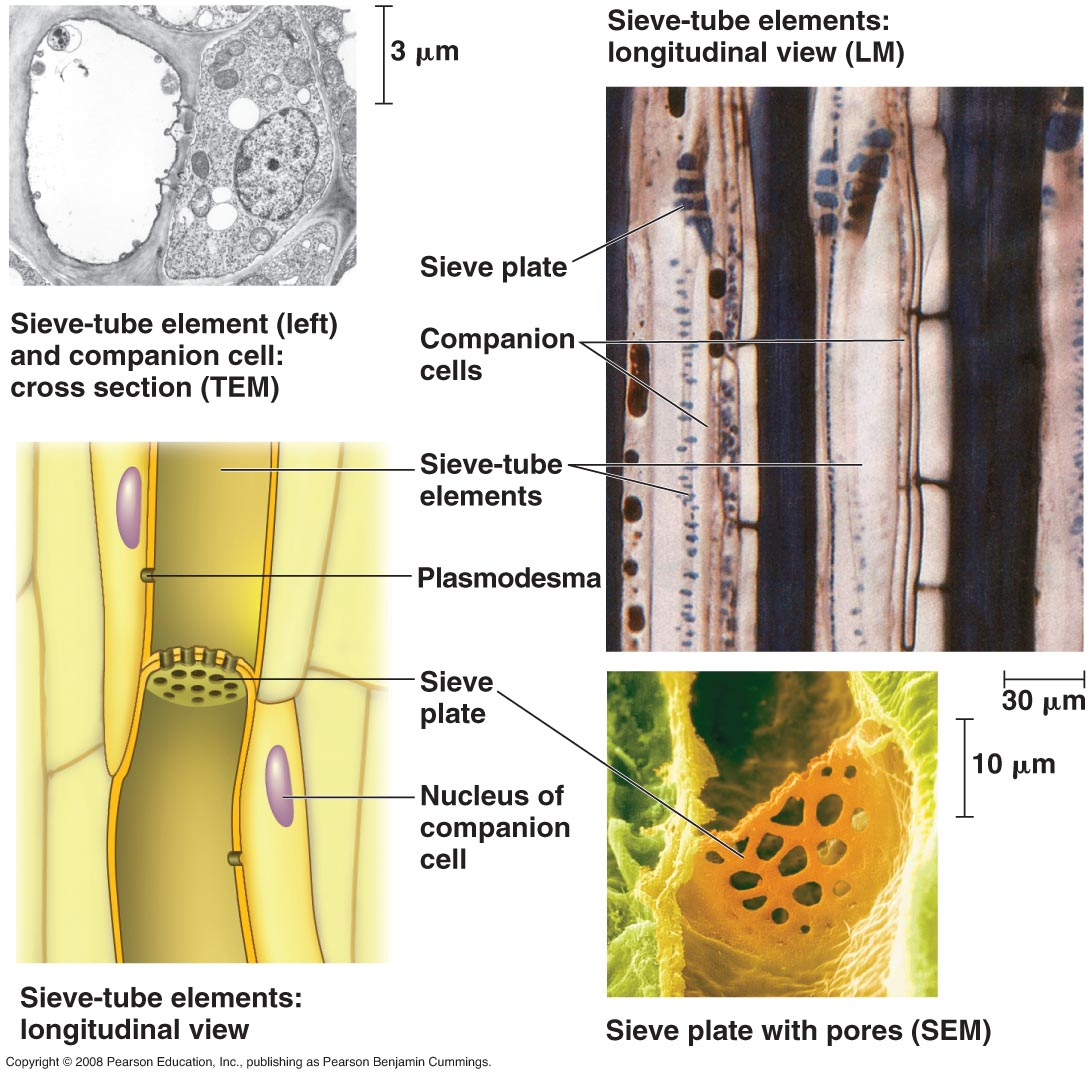 3 μm
Sieve-tube elements:
longitudinal view (LM)
Sieve plate
Sieve-tube element (left)
and companion cell:
cross section (TEM)
Companion
cells
Sieve-tube
elements
Plasmodesma
Sieve
plate
30 μm
10 μm
Nucleus of
companion
cell
Sieve-tube elements:
longitudinal view
Sieve plate with pores (SEM)
Copyright © 2008 Pearson Education, Inc., publishing as Pearson Benjamin Cummings.